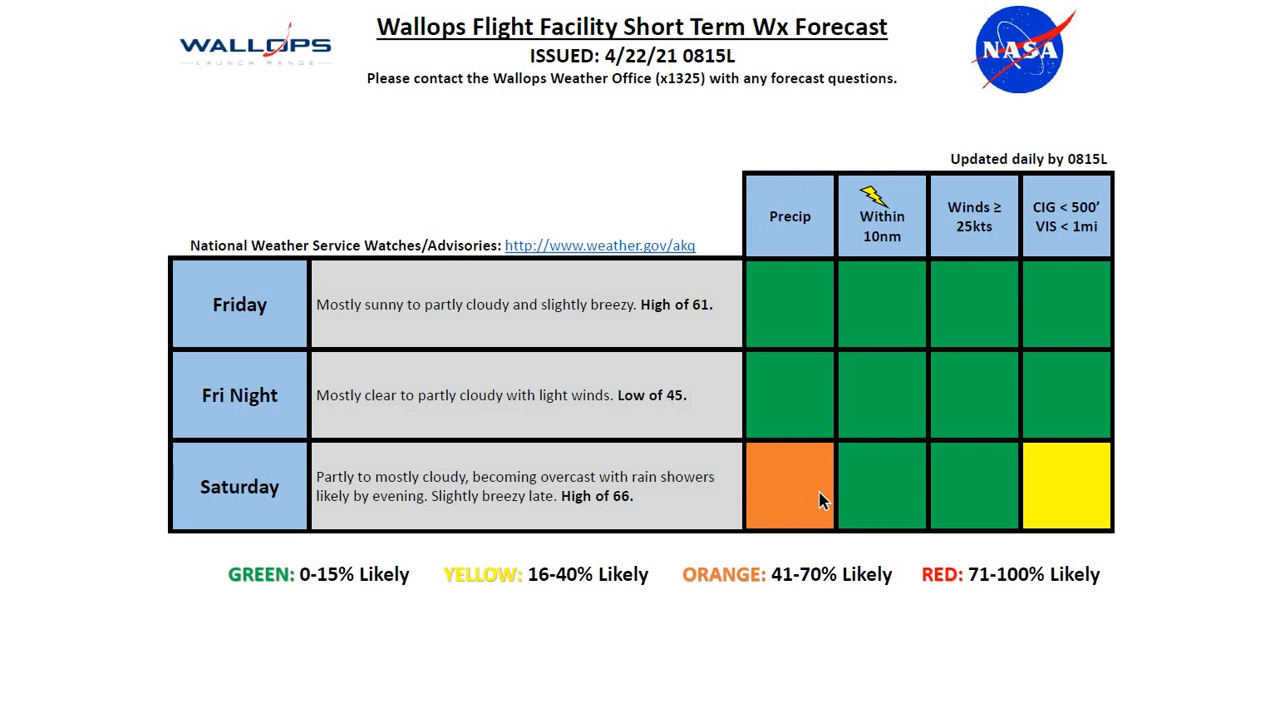 WALLOPS
LAUNCH RANGE
Wallops Flight Facility Short Term Wx Forecast
ISSUED: 4/22/21 0815L
Please contact the Wallops Weather Office (x1325) with any forecast questions.
NASA
Updated daily by 0815L
National Weather Service Watches/Advisories: http://www.weather.gov/akq
Precip
Within
10nm
Winds ≥
25kts
CIG < 500’
VIS < 1mi
Friday
Mostly sunny to partly cloudy and slightly breezy. High of 61.
Fri Night
Mostly clear to partly cloudy with light winds. Low of 45.
Saturday
Partly to mostly cloudy, becoming overcast with rain showers
likely by evening. Slightly breezy late. High of 66.
GREEN: 0-15% Likely YELLOW: 16-40% Likely ORANGE: 41-70% Likely RED: 71-100% Likely